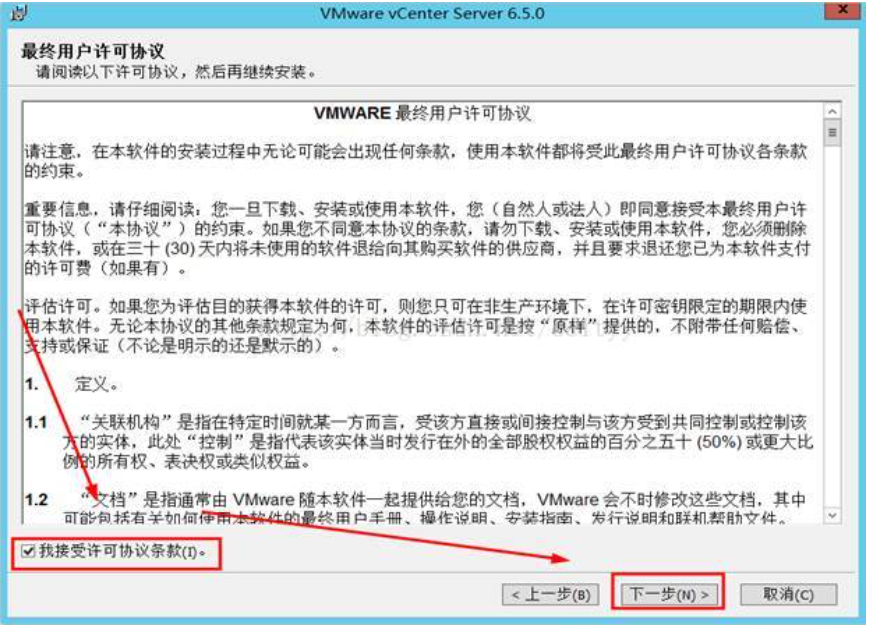 VMware vCenter Server 6.5.0
最终用户许可协议
请阅读以下许可协议，然后再继续安装。
VMWARE 最终用户许可协议
请注意，在本软件的安装过程中无论可能会出现任何条款，使用本软件都将受此最终用户许可协议各条款
的约束。
重要信息，请仔细阅读：您一旦下载、安装或使用本软件，您（自然人或法人）即同意接受本最终用户许
可协议（“本协议”）的约束。如果您不同意本协议的条款，请勿下载、安装或使用本软件，您必须删除
本软件，或在三十 (30) 天内将未使用的软件退给向其购买软件的供应商，并且要求退还您已为本软件支付
的许可费（如果有）。
评估许可。如果您为评估目的获得本软件的许可，则您只可在非生产环境下，在许可密钥限定的期限内使
用本软件。无论本协议的其他条款规定为何，本软件的评估许可是按“原样”提供的，不附带任何赔偿、
支持或保证（不论是明示的还是默示的）。
1. 定义。
1.1 “关联机构”是指在特定时间就某一方而言，受该方直接或间接控制与该方受到共同控制或控制该
方的实体，此处“控制”是指代表该实体当时发行在外的全部股权权益的百分之五十 (50%) 或更大比
例的所有权、表决权或类似权益。
1.2 “文档”是指通常由 VMware 随本软件一起提供给您的文档，VMware 会不时修改这些文档，其中
可能包括有关如何使用本软件的最终用户手册、操作说明、安装指南、发行说明和联机帮助文件。
我接受许可协议条款(I)。
< 上一步(B) 下一步(N) > 取消(C)